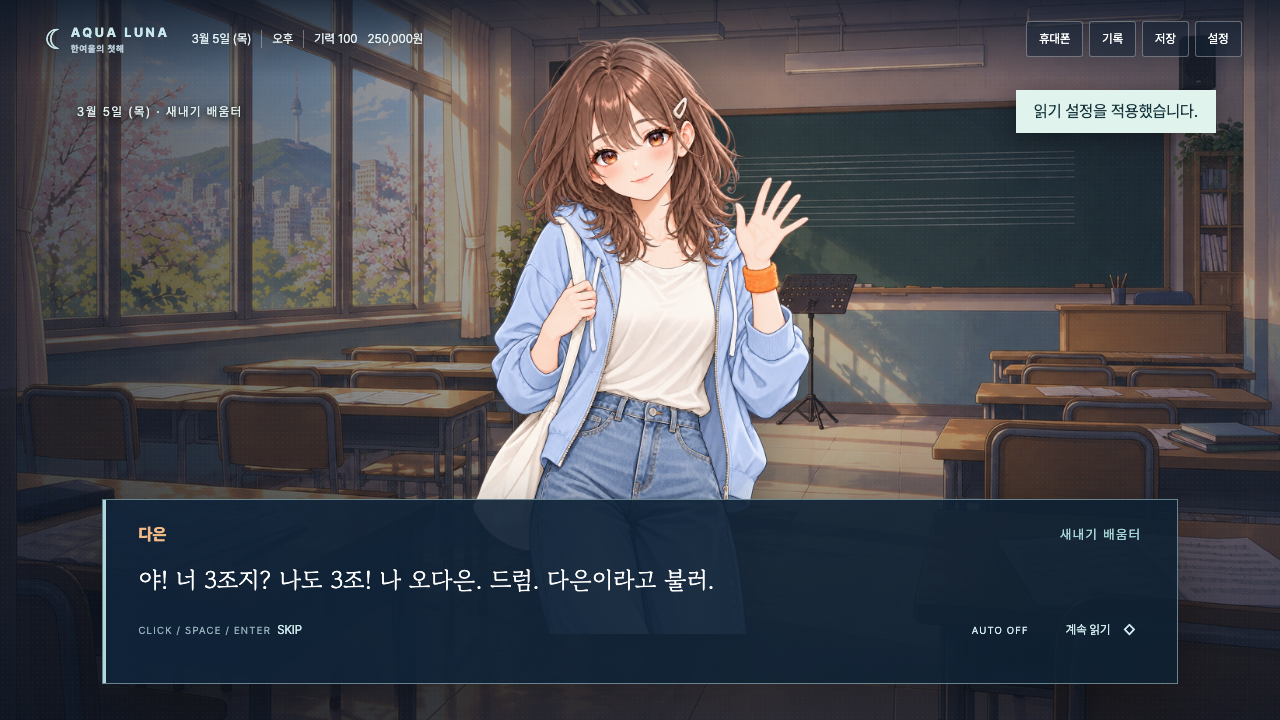 AQUA LUNA
한여울의 첫해
3월 5일 (목) 오후 기력 100 250,000원
휴대폰 기록 저장 설정
3월 5일 (목) · 새내기 배움터
읽기 설정을 적용했습니다.
다은
새내기 배움터
야! 너 3조지? 나도 3조! 나 오다은. 드럼. 다은이라고 불러.
CLICK / SPACE / ENTER SKIP
AUTO OFF 계속 읽기